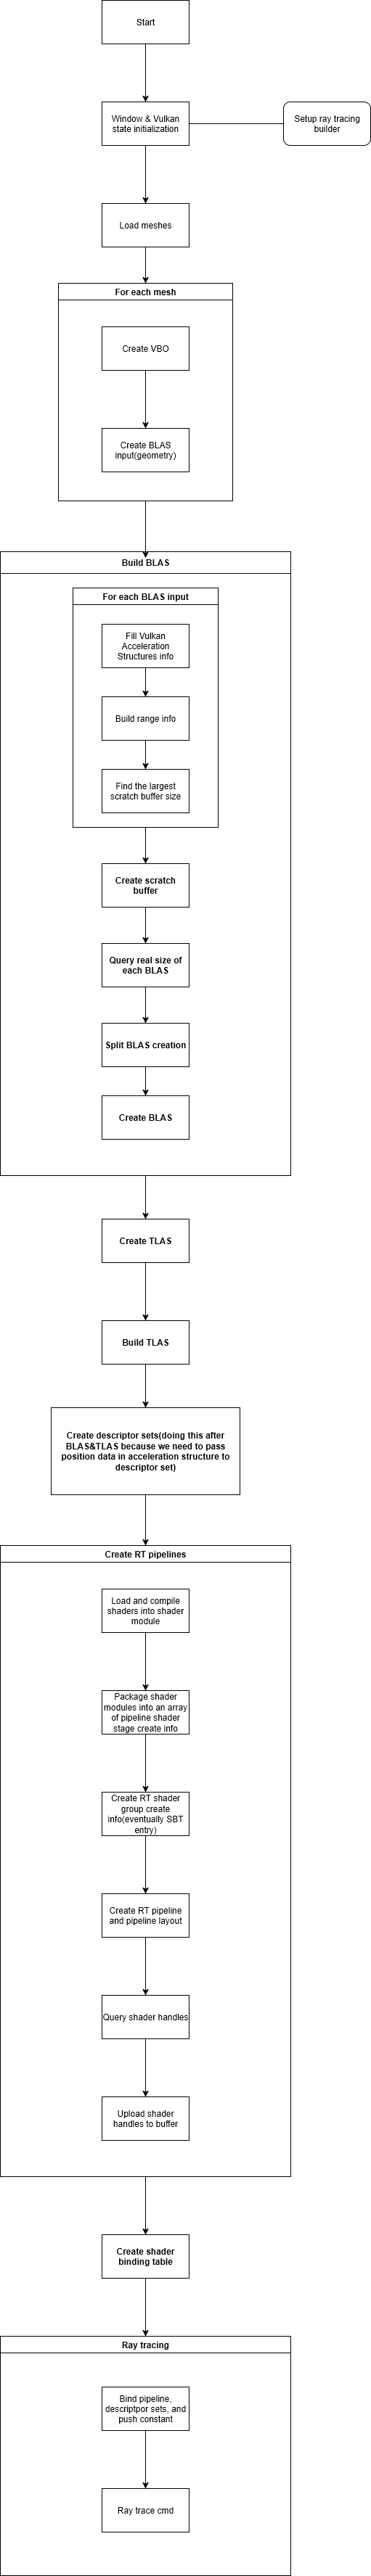 Start
Window & Vulkan
state initialization
Setup ray tracing
builder
Load meshes
For each mesh
Create VBO
Create BLAS
input(geometry)
Build BLAS
For each BLAS input
Fill Vulkan
Acceleration
Structures info
Build range info
Find the largest
scratch buffer size
Create scratch
buffer
Query real size of
each BLAS
Split BLAS creation
Create BLAS
Create TLAS
Build TLAS
Create descriptor sets(doing this after
BLAS&TLAS because we need to pass
position data in acceleration structure to
descriptor set)
Create RT pipelines
Load and compile
shaders into shader
module
Package shader
modules into an array
of pipeline shader
stage create info
Create RT shader
group create
info(eventually SBT
entry)
Create RT pipeline
and pipeline layout
Query shader handles
Upload shader
handles to buffer
Create shader
binding table
Ray tracing
Bind pipeline,
descriptpor sets, and
push constant
Ray trace cmd